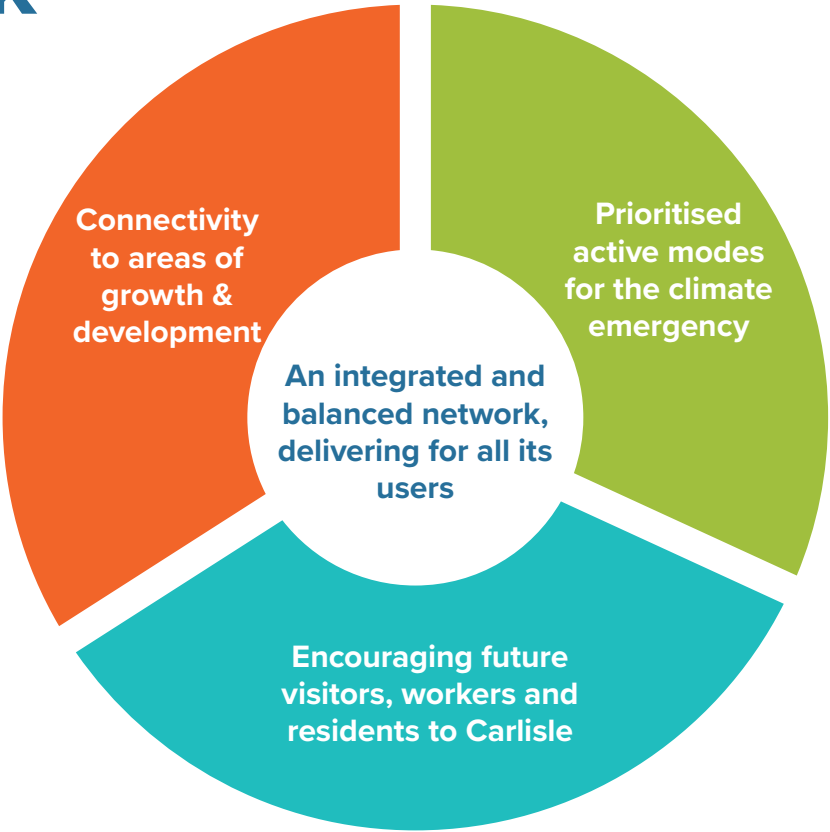 Connectivity
to areas of
growth &
development
Prioritised
active modes
for the climate
emergency
An integrated and
balanced network,
delivering for all its
users
Encouraging future
visitors, workers and
residents to Carlisle